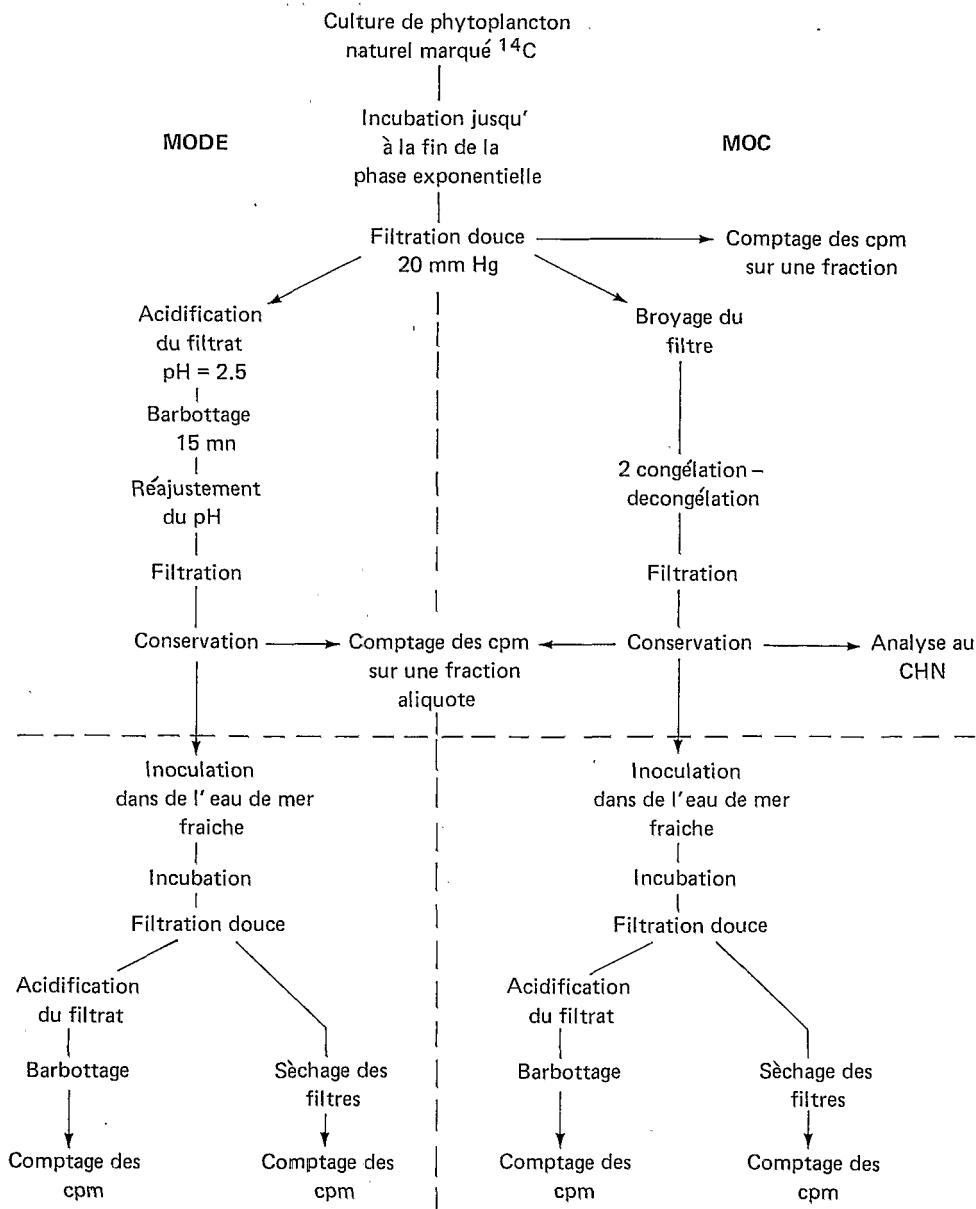 Culture de phytoplancton
naturel marqué 14C
Incubation jusqu'
à la fin de la
phase exponentielle
MODE
MOC
Filtration douce
20 mm Hg
Comptage des cpm
sur une fraction
Acidification
du filtrat
pH = 2.5
Barbottage
15 mn
Réajustement
du pH
Filtration
Conservation
Broyage du
filtre
2 congélation –
decongélation
Filtration
Conservation
Comptage des cpm
sur une fraction
aliquote
Analyse au
CHN
Inoculation
dans de l'eau de mer
fraiche
Incubation
Filtration douce
Acidification
du filtrat
Barbottage
Comptage des
cpm
Sèchage des
filtres
Comptage des
cpm
Inoculation
dans de l'eau de mer
fraiche
Incubation
Filtration douce
Acidification
du filtrat
Barbottage
Comptage des
cpm
Sèchage des
filtres
Comptage des
cpm